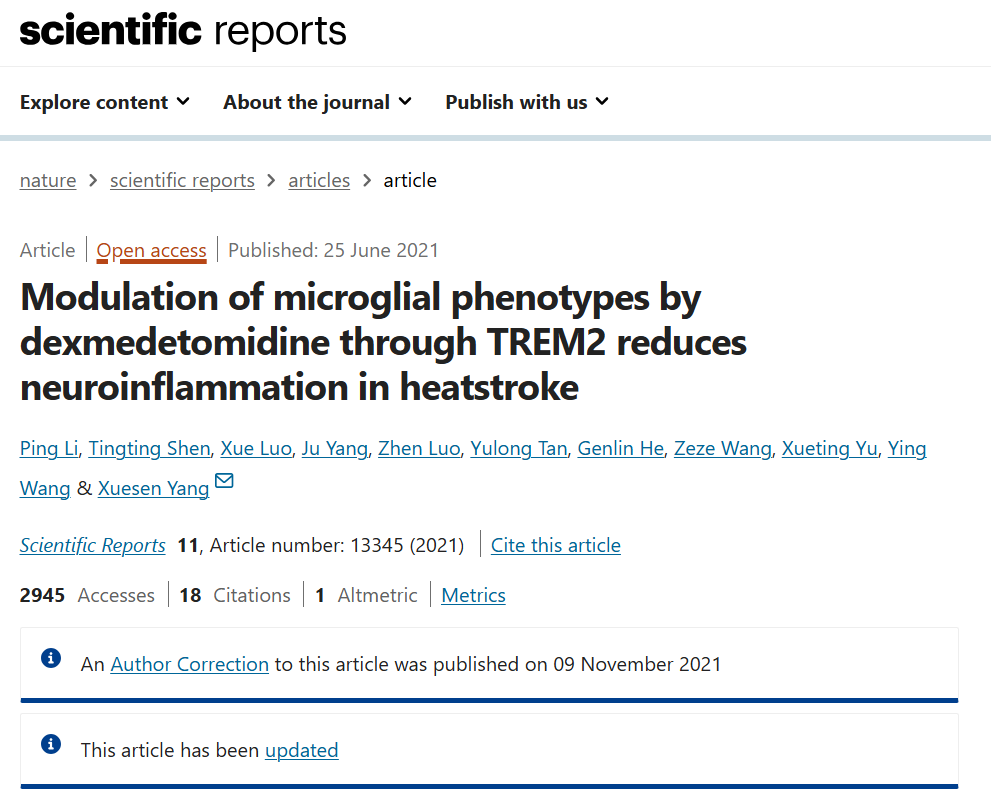 scientific reports
Explore content About the journal Publish with us
nature > scientific reports > articles > article
Article Open access Published: 25 June 2021
Modulation of microglial phenotypes by
dexmedetomidine through TREM2 reduces
neuroinflammation in heatstroke
Ping Li, Tingting Shen, Xue Luo, Ju Yang, Zhen Luo, Yulong Tan, Genlin He, Zeze Wang, Xueting Yu, Ying
Wang & Xuesen Yang
Scientific Reports 11, Article number: 13345 (2021) Cite this article
2945 Accesses 18 Citations 1 Altmetric Metrics
An Author Correction to this article was published on 09 November 2021
This article has been updated